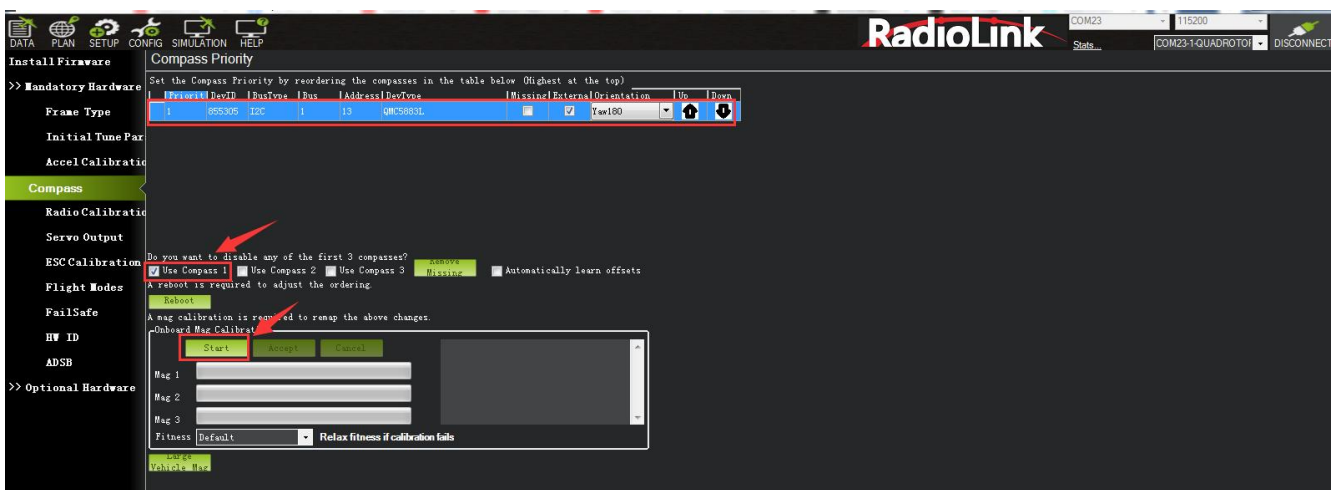 DATA PLAN SETUP CONFIG SIMULATION HELP
RadioLink
COM23 115200
Stats... COM23-1-QUADROTOR DISCONNECT
Install Firmware
>> Mandatory Hardware
Frame Type
Initial Tune Par
Accel Calibratio
Compass
Radio Calibratio
Servo Output
ESC Calibration
Flight Modes
FailSafe
HW ID
ADSB
>> Optional Hardware
Compass Priority
Set the Compass Priority by reordering the compasses in the table below (Highest at the top)
Priorit DevID BusType Bus Address DevType Missing External Orientation Up Down
1 855305 I2C 1 13 QMC5883L Yaw180
Do you want to disable any of the first 3 compasses?
Use Compass 1 Use Compass 2 Use Compass 3 Remove Missing Automatically learn offsets
A reboot is required to adjust the ordering.
Reboot
A mag calibration is required to remap the above changes.
Onboard Mag Calibrat
Start Accept Cancel
Mag 1
Mag 2
Mag 3
Fitness Default Relax fitness if calibration fails
Large
Vehicle Mag